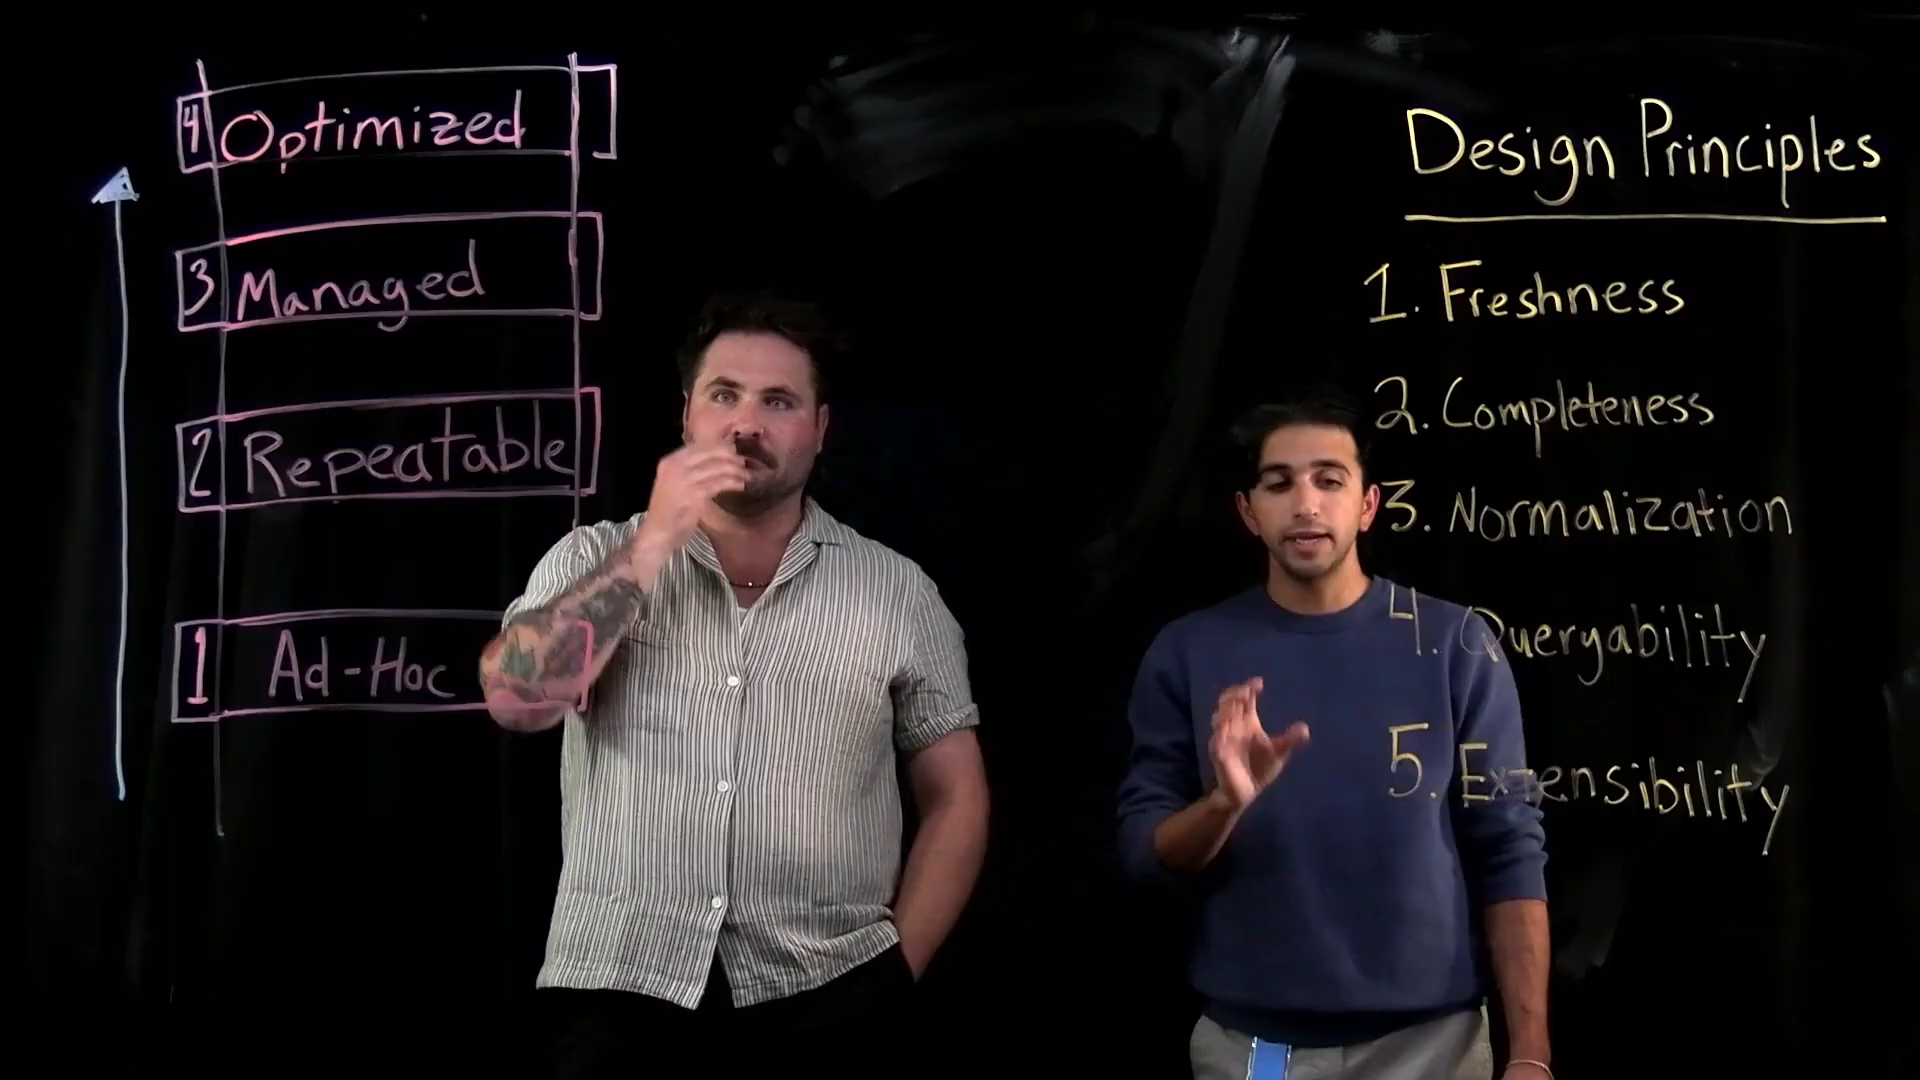 4 Optimized
3 Managed
2 Repeatable
1 Ad-Hoc
Design Principles
1. Freshness
2. Completeness
3. Normalization
4. Queryability
5. Extensibility